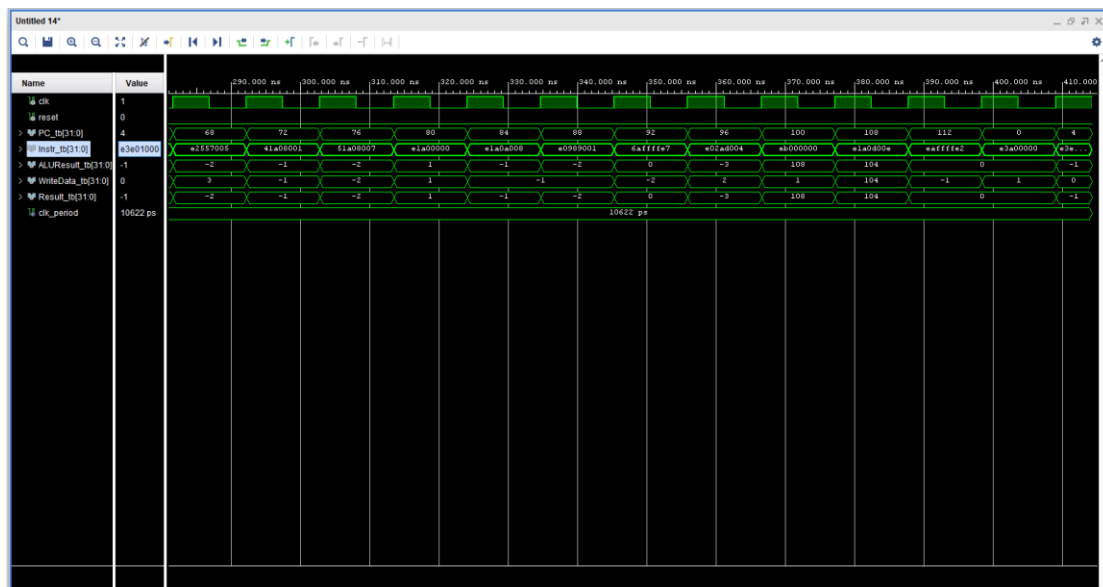 Untitled 14*
Name Value
290.000 ns 300.000 ns 310.000 ns 320.000 ns 330.000 ns 340.000 ns 350.000 ns 360.000 ns 370.000 ns 380.000 ns 390.000 ns 400.000 ns 410.000
clk 1
reset 0
PC_tb[31:0] 4 68 72 76 80 84 88 92 96 100 108 112 0 4
Instr_tb[31:0] e3e01000 e2557005 41a08001 51a08007 e1a00000 e1a0a008 e0989001 6affffe7 e02ad004 eb000000 e1a0d00e eaffffe2 e3a00000 e3e...
ALUResult_tb[31:0] -1 -2 -1 -2 1 -1 -2 0 -3 108 104 0 -1
WriteData_tb[31:0] 0 3 -1 -2 1 -1 -2 2 1 104 -1 1 0
Result_tb[31:0] -1 -2 -1 -2 1 -1 -2 0 -3 108 104 0 -1
clk_period 10622 ps 10622 ps